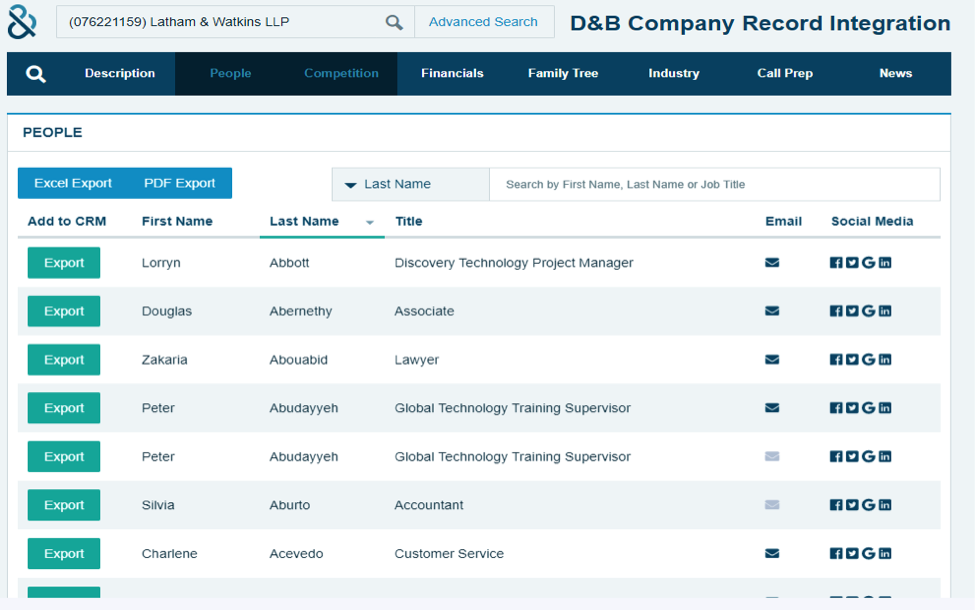 (076221159) Latham & Watkins LLP
Advanced Search
D&B Company Record Integration
Description People Competition Financials Family Tree Industry Call Prep News
PEOPLE
Excel Export PDF Export Last Name Search by First Name, Last Name or Job Title
Add to CRM First Name Last Name Title Email Social Media
Export Lorryn Abbott Discovery Technology Project Manager
Export Douglas Abernethy Associate
Export Zakaria Abouabid Lawyer
Export Peter Abudayyeh Global Technology Training Supervisor
Export Peter Abudayyeh Global Technology Training Supervisor
Export Silvia Aburto Accountant
Export Charlene Acevedo Customer Service